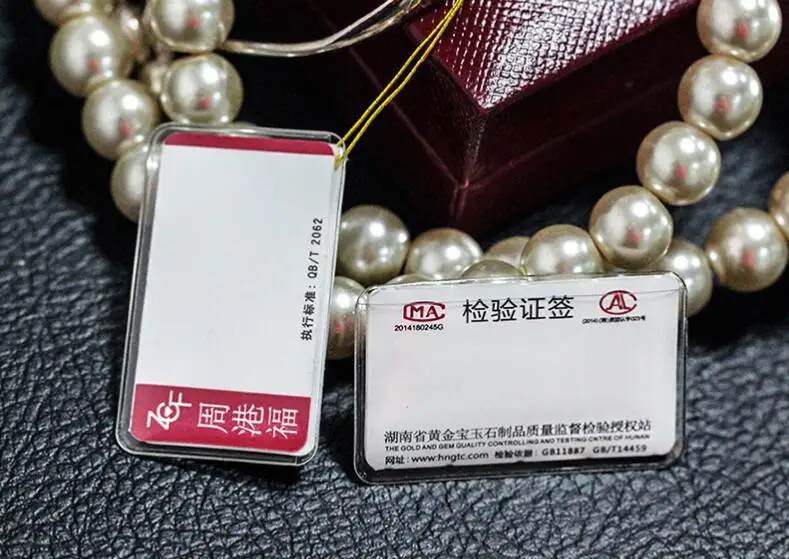 执行标准：QB/T 2062
ZGF 周港福
CMA
2014180245G
检验证签
CAL
湖南省黄金宝玉石制品质量监督检验授权站
THE GOLD AND GEM QUALITY CONTROLLING AND TESTING CNTRE OF HUNAN
网址：www.hngtc.com 检验依据：GB11887 GB/T14459